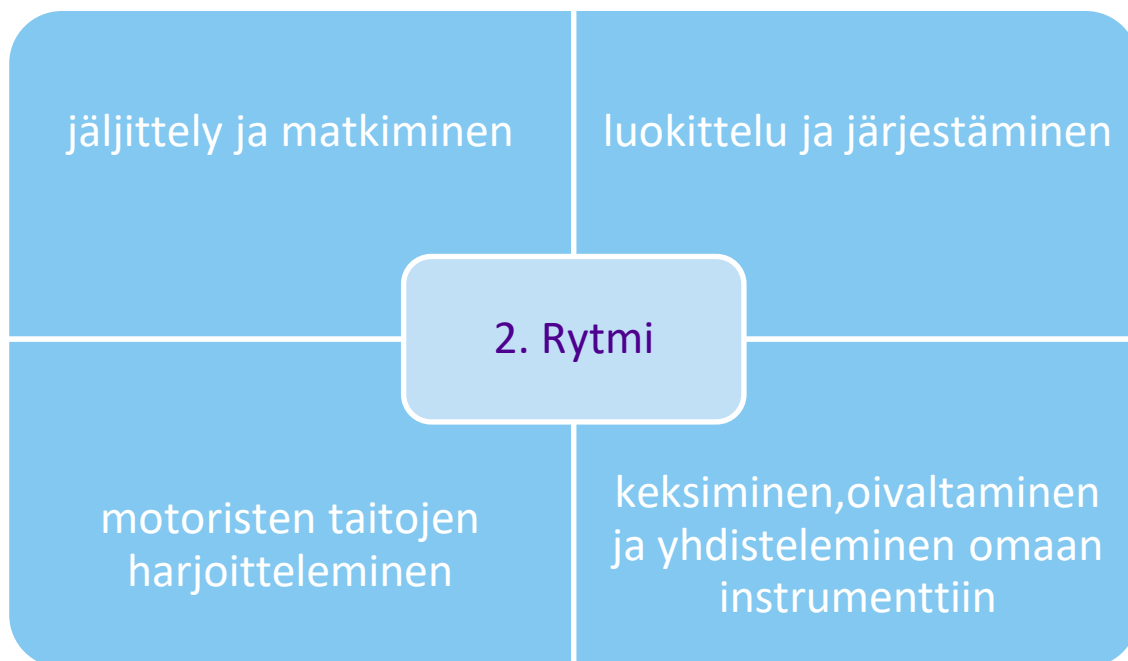 jäljittely ja matkiminen
luokittelu ja järjestäminen
2. Rytmi
motoristen taitojen
harjoitteleminen
keksiminen,oivaltaminen
ja yhdisteleminen omaan
instrumenttiin